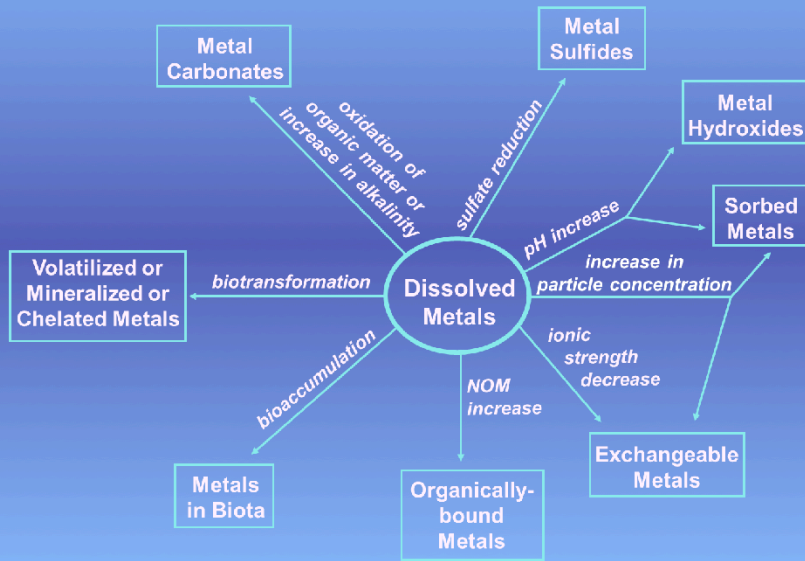 Metal
Carbonates
Metal
Sulfides
Metal
Hydroxides
oxidation of
organic matter or
increase in alkalinity
sulfate reduction
pH increase
Sorbed
Metals
Volatilized or
Mineralized or
Chelated Metals
biotransformation
Dissolved
Metals
increase in
particle concentration
ionic
strength
decrease
bioaccumulation
NOM
increase
Metals
in Biota
Organically-
bound
Metals
Exchangeable
Metals